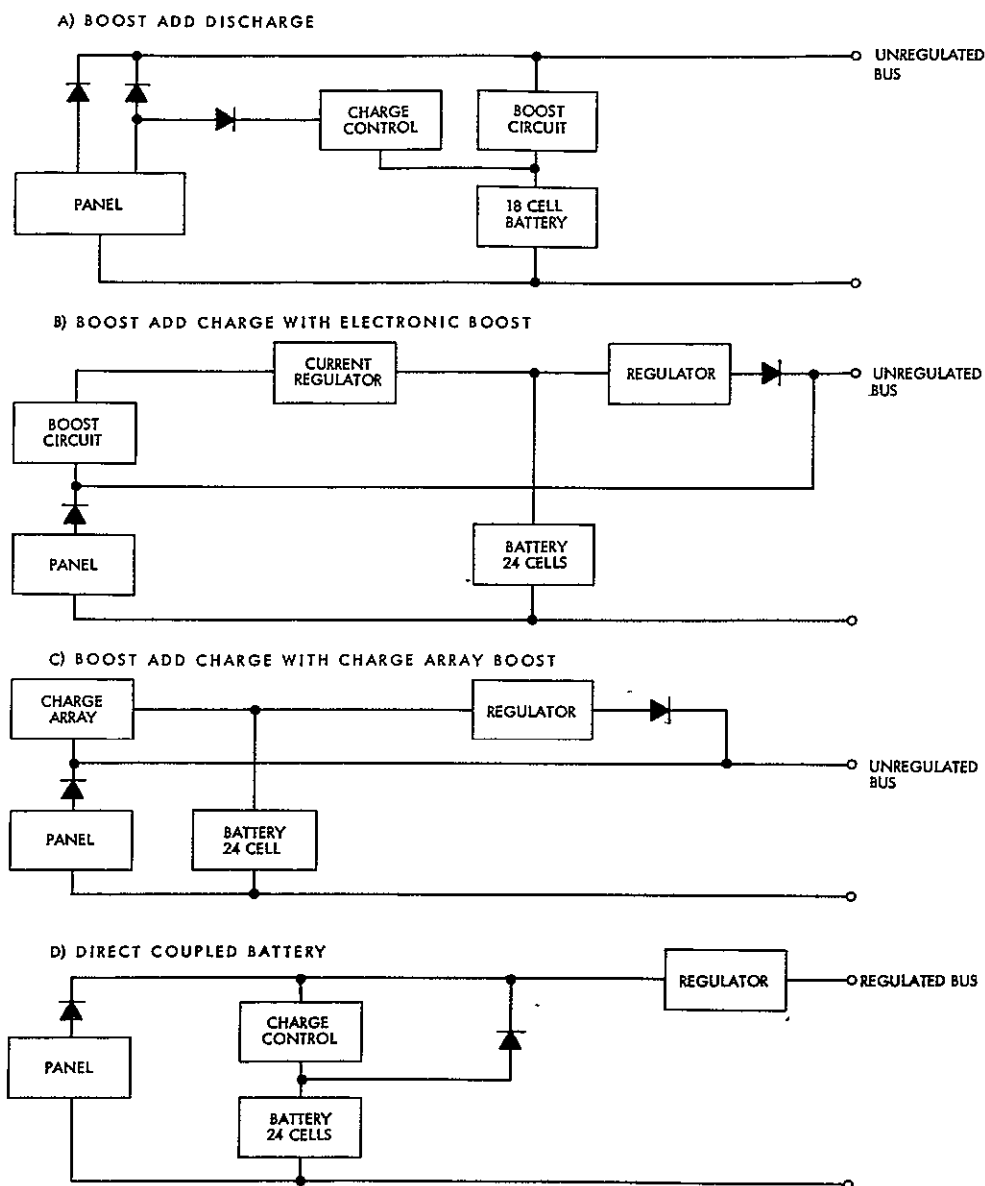 A) BOOST ADD DISCHARGE
UNREGULATED
BUS
CHARGE
CONTROL
BOOST
CIRCUIT
PANEL
18 CELL
BATTERY
B) BOOST ADD CHARGE WITH ELECTRONIC BOOST
CURRENT
REGULATOR
REGULATOR
UNREGULATED
BUS
BOOST
CIRCUIT
PANEL
BATTERY
24 CELLS
C) BOOST ADD CHARGE WITH CHARGE ARRAY BOOST
CHARGE
ARRAY
REGULATOR
UNREGULATED
BUS
PANEL
BATTERY
24 CELL
D) DIRECT COUPLED BATTERY
REGULATOR
REGULATED BUS
CHARGE
CONTROL
PANEL
BATTERY
24 CELLS